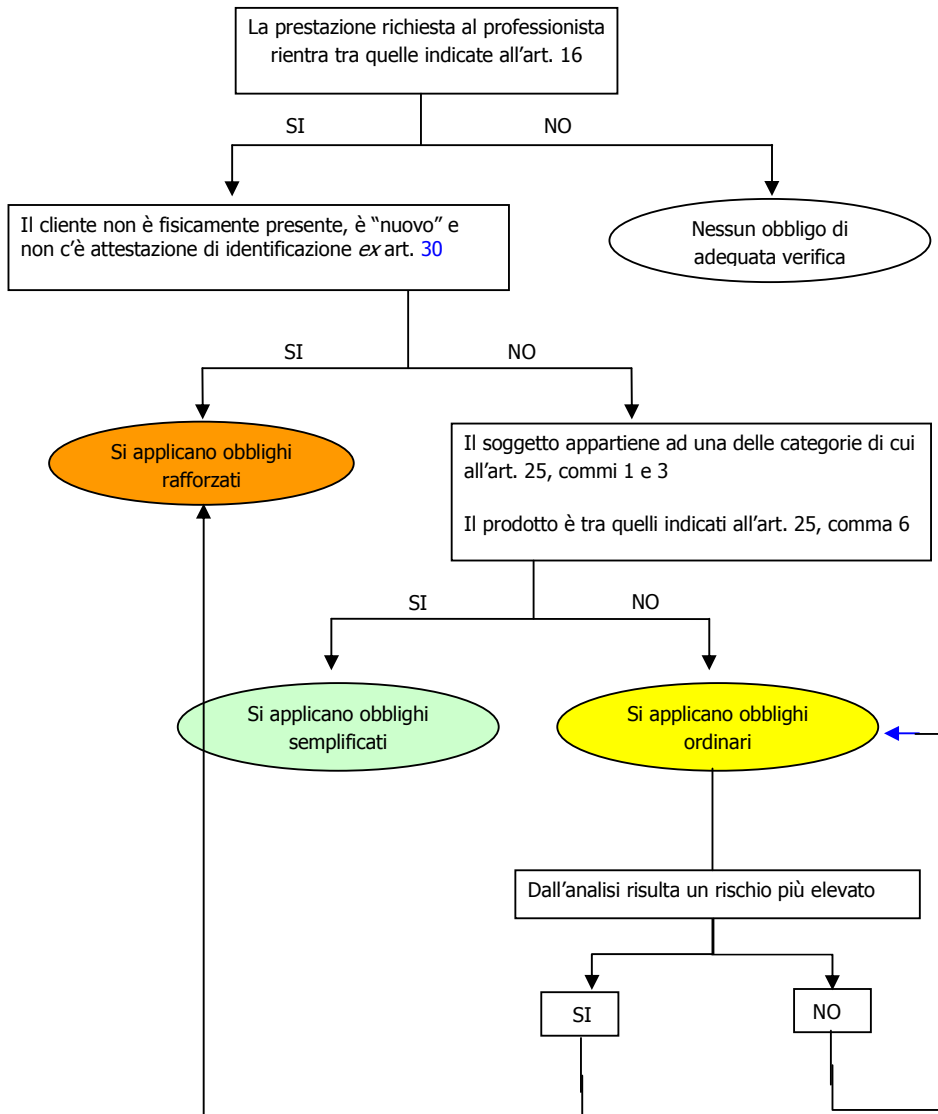 La prestazione richiesta al professionista
rientra tra quelle indicate all'art. 16
SI
NO
Il cliente non è fisicamente presente, è “nuovo” e
non c'è attestazione di identificazione ex art. 30
Nessun obbligo di
adeguata verifica
SI
NO
Si applicano obblighi
rafforzati
Il soggetto appartiene ad una delle categorie di cui
all'art. 25, commi 1 e 3
Il prodotto è tra quelli indicati all'art. 25, comma 6
SI
NO
Si applicano obblighi
semplificati
Si applicano obblighi
ordinari
Dall'analisi risulta un rischio più elevato
SI
NO